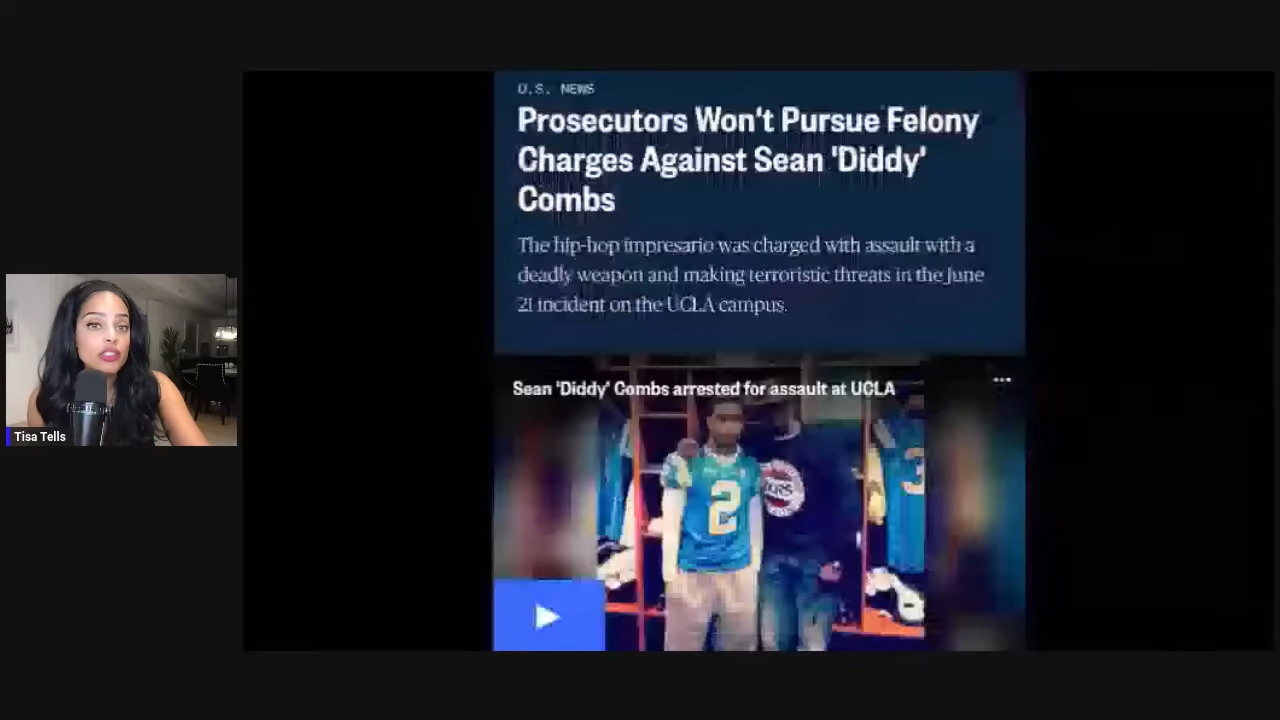 U.S. NEWS
Prosecutors Won't Pursue Felony
Charges Against Sean 'Diddy'
Combs
The hip-hop impresario was charged with assault with a
deadly weapon and making terroristic threats in the June
21 incident on the UCLA campus.
Sean 'Diddy' Combs arrested for assault at UCLA
2
3
Tisa Tells